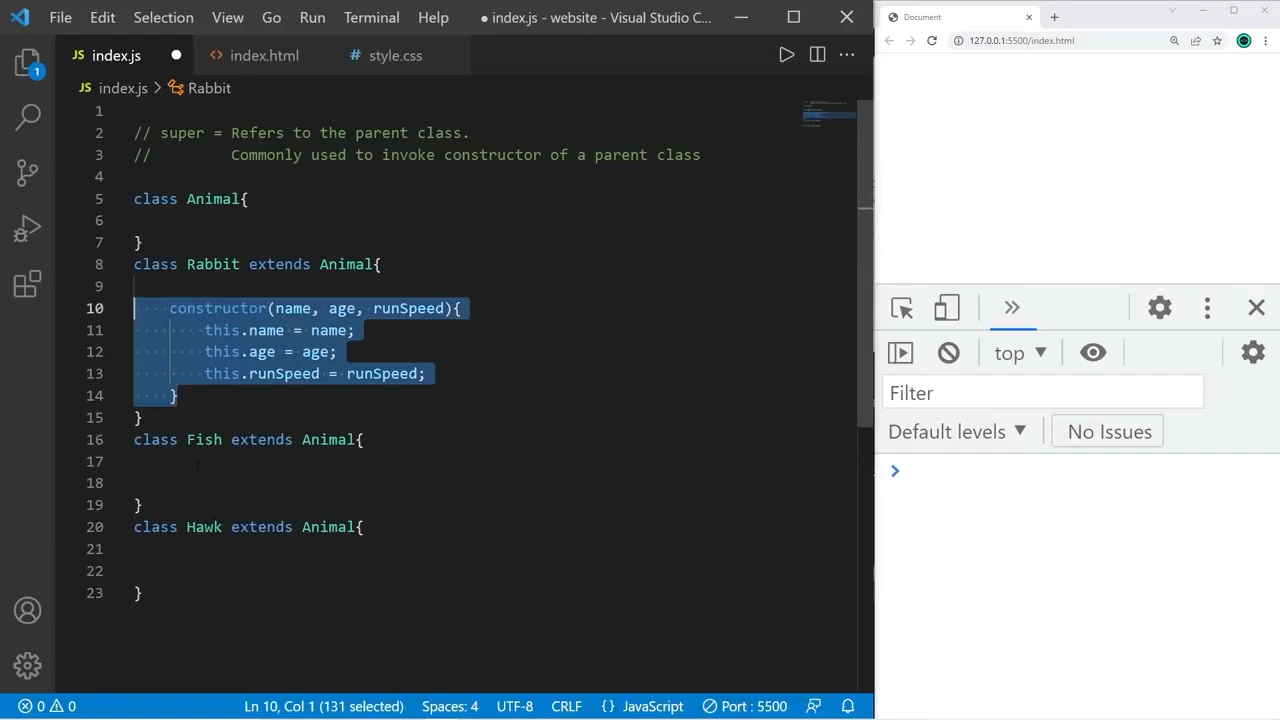 File Edit Selection View Go Run Terminal Help ● index.js - website - Visual Studio C...
JS index.js ● <> index.html # style.css
JS index.js > Rabbit
1
2 // super = Refers to the parent class.
3 //         Commonly used to invoke constructor of a parent class
4
5 class Animal{
6
7 }
8 class Rabbit extends Animal{
9
10     constructor(name, age, runSpeed){
11         this.name = name;
12         this.age = age;
13         this.runSpeed = runSpeed;
14     }
15 }
16 class Fish extends Animal{
17
18
19 }
20 class Hawk extends Animal{
21
22
23 }
1
0 0 Ln 10, Col 1 (131 selected) Spaces: 4 UTF-8 CRLF {} JavaScript Port : 5500
Document
127.0.0.1:5500/index.html
top
Filter
Default levels No Issues